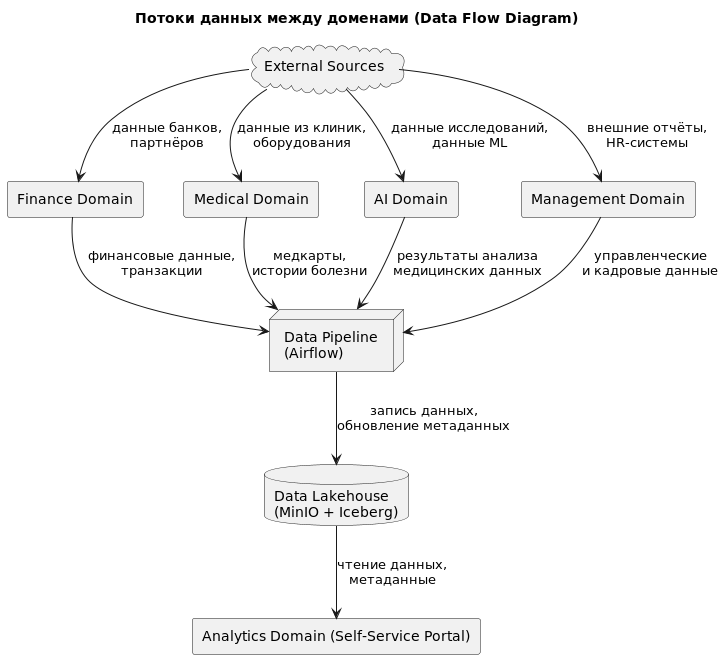 Потоки данных между доменами (Data Flow Diagram)
External Sources
данные банков,
партнёров
данные из клиник,
оборудования
данные исследований,
данные ML
внешние отчёты,
HR-системы
Finance Domain
Medical Domain
AI Domain
Management Domain
финансовые данные,
транзакции
медкарты,
истории болезни
результаты анализа
медицинских данных
управленческие
и кадровые данные
Data Pipeline
(Airflow)
запись данных,
обновление метаданных
Data Lakehouse
(MinIO + Iceberg)
чтение данных,
метаданные
Analytics Domain (Self-Service Portal)